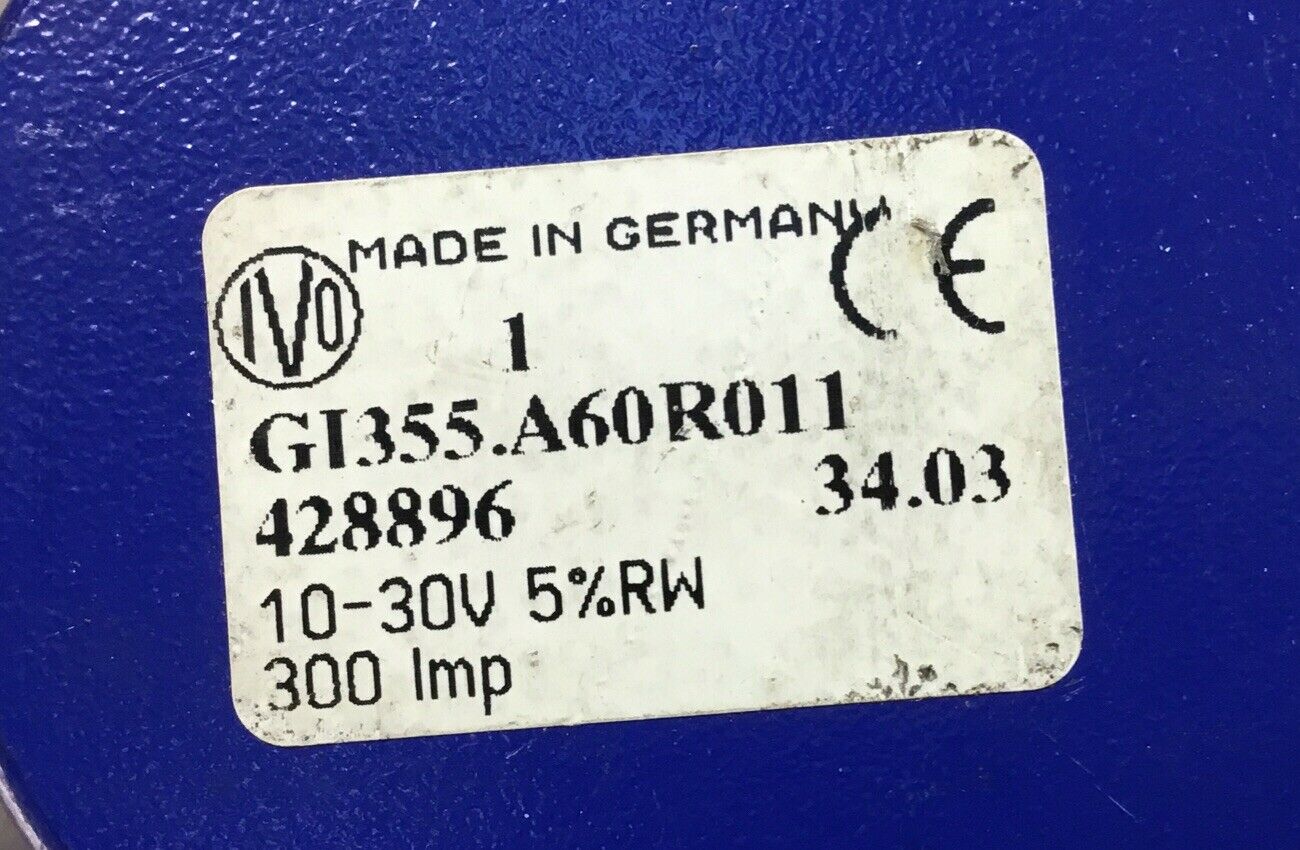 IVO MADE IN GERMANY CE
1
GI355.A60R011
428896 34.03
10-30V 5%RW
300 Imp